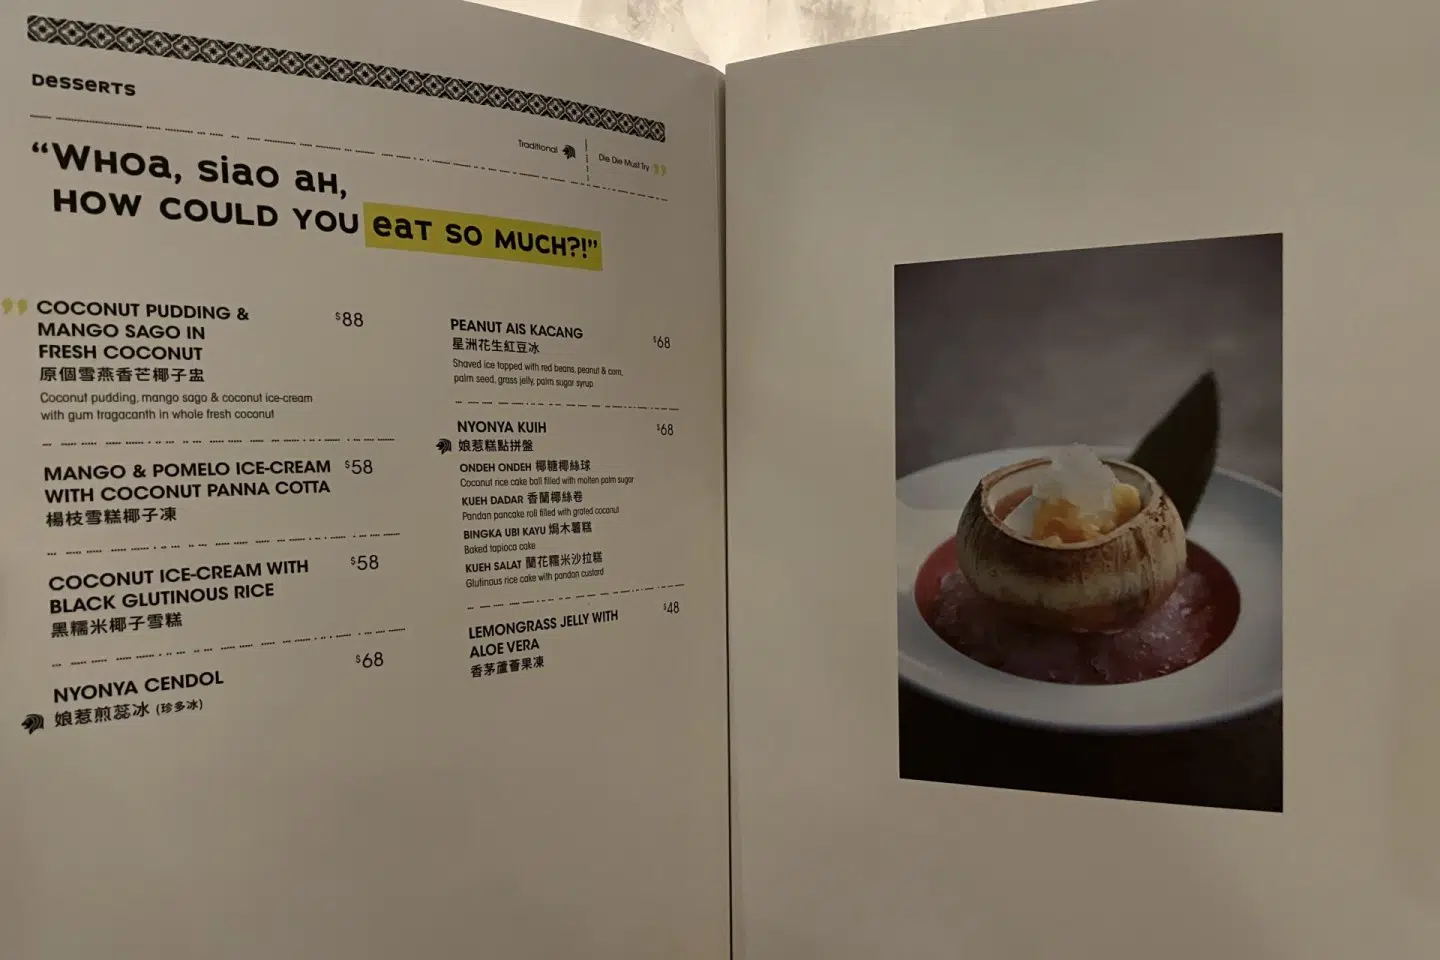 Desserts
Traditional
Die Die Must Try
"Whoa, siao ah,
how could you eat so much?!"
COCONUT PUDDING & $88
MANGO SAGO IN
FRESH COCONUT
原個雪燕香芒椰子盅
Coconut pudding, mango sago & coconut ice-cream
with gum tragacanth in whole fresh coconut
MANGO & POMELO ICE-CREAM $58
WITH COCONUT PANNA COTTA
楊枝雪糕椰子凍
COCONUT ICE-CREAM WITH $58
BLACK GLUTINOUS RICE
黑糯米椰子雪糕
NYONYA CENDOL $68
娘惹煎蕊冰 (珍多冰)
PEANUT AIS KACANG $68
星洲花生紅豆冰
Shaved ice topped with red beans, peanut & corn,
palm seed, grass jelly, palm sugar syrup.
NYONYA KUIH $68
娘惹糕點拼盤
ONDEH ONDEH 椰糖椰絲球
Coconut rice cake ball filled with molten palm sugar
KUEH DADAR 香蘭椰絲卷
Pandan pancake roll filled with grated coconut
BINGKA UBI KAYU 焗木薯糕
Baked tapioca cake
KUEH SALAT 蘭花糯米沙拉糕
Glutinous rice cake with pandan custard
LEMONGRASS JELLY WITH $48
ALOE VERA
香茅蘆薈果凍